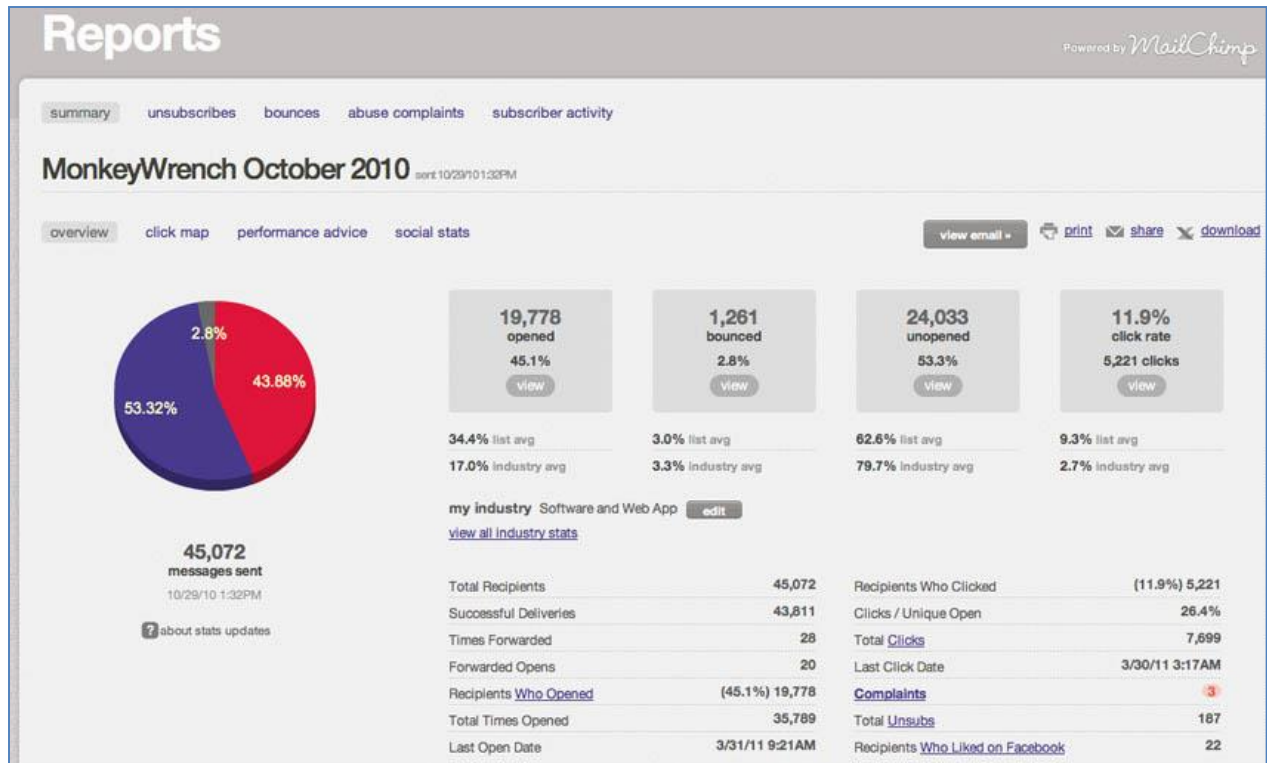 Reports
Powered by MailChimp
summary unsubscribes bounces abuse complaints subscriber activity
MonkeyWrench October 2010 sent 10/29/10 1:32PM
overview click map performance advice social stats view email » print share download
2.8%
43.88%
53.32%
45,072
messages sent
10/29/10 1:32PM
? about stats updates
19,778
opened
45.1%
view
1,261
bounced
2.8%
view
24,033
unopened
53.3%
view
11.9%
click rate
5,221 clicks
view
34.4% list avg 3.0% list avg 62.6% list avg 9.3% list avg
17.0% industry avg 3.3% industry avg 79.7% industry avg 2.7% industry avg
my industry Software and Web App edit
view all industry stats
Total Recipients 45,072
Successful Deliveries 43,811
Times Forwarded 28
Forwarded Opens 20
Recipients Who Opened (45.1%) 19,778
Total Times Opened 35,789
Last Open Date 3/31/11 9:21AM
Recipients Who Clicked (11.9%) 5,221
Clicks / Unique Open 26.4%
Total Clicks 7,699
Last Click Date 3/30/11 3:17AM
Complaints 3
Total Unsubs 187
Recipients Who Liked on Facebook 22